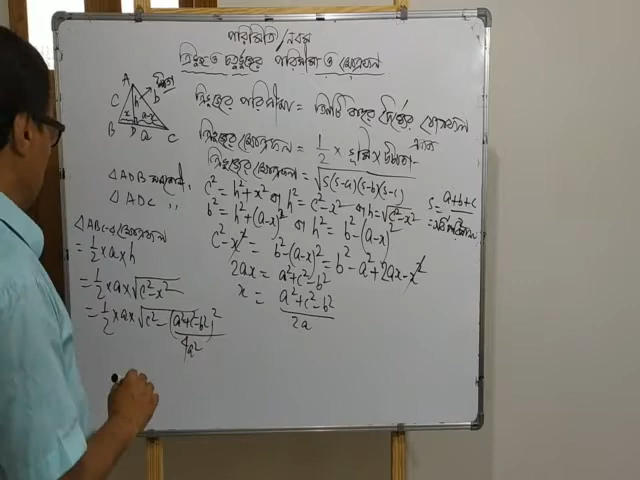 পরিমিতি/নবম
ত্রিভুজ ও চতুর্ভুজের পরিসীমা ও ক্ষেত্রফল
A
c h b
x a-x
B D a C
ত্রিভুজের পরিসীমা = তিনটি বাহুর দৈর্ঘ্যের যোগফল
ত্রিভুজের ক্ষেত্রফল = 1/2 × ভূমি × উচ্চতা
ত্রিভুজের ক্ষেত্রফল = √s(s-a)(s-b)(s-c)
s = a+b+c
△ADB সমকোণী,
c² = h² + x² বা h² = c² - x² বা h = √c² - x²
△ADC ,,
b² = h² + (a-x)² বা h² = b² - (a-x)²
△ABC-এর ক্ষেত্রফল
c² - x² = b² - (a-x)² = b² - a² + 2ax - x²
= 1/2 × a × h
2ax = a² + c² - b²
= 1/2 × a × √c² - x²
x = a² + c² - b² / 2a
= 1/2 × a × √c² - (a² + c² - b²)² / 4a²